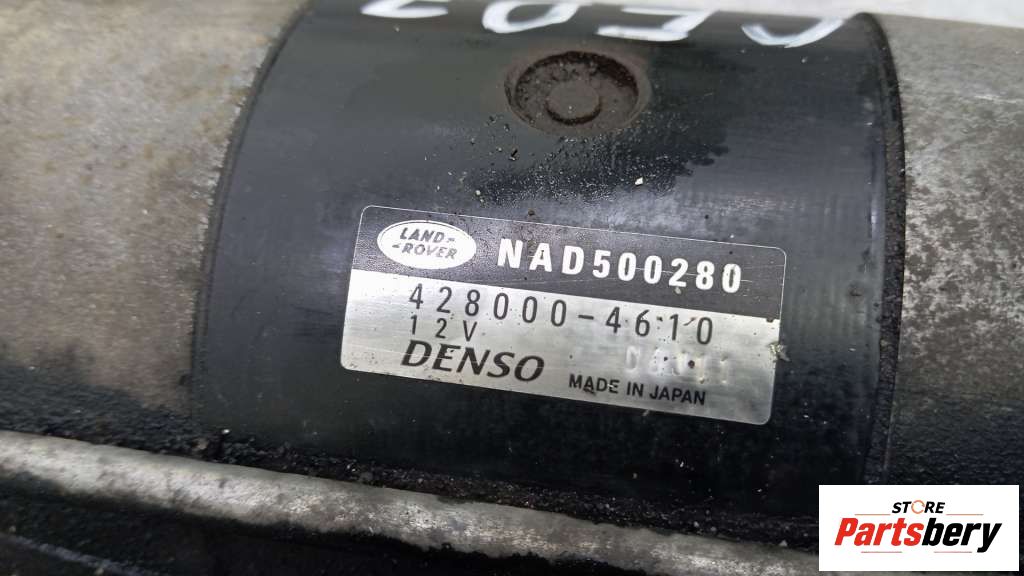 LAND-
-ROVER
NAD500280
428000-4610
12V
DENSO
MADE IN JAPAN
STORE
Partsbery